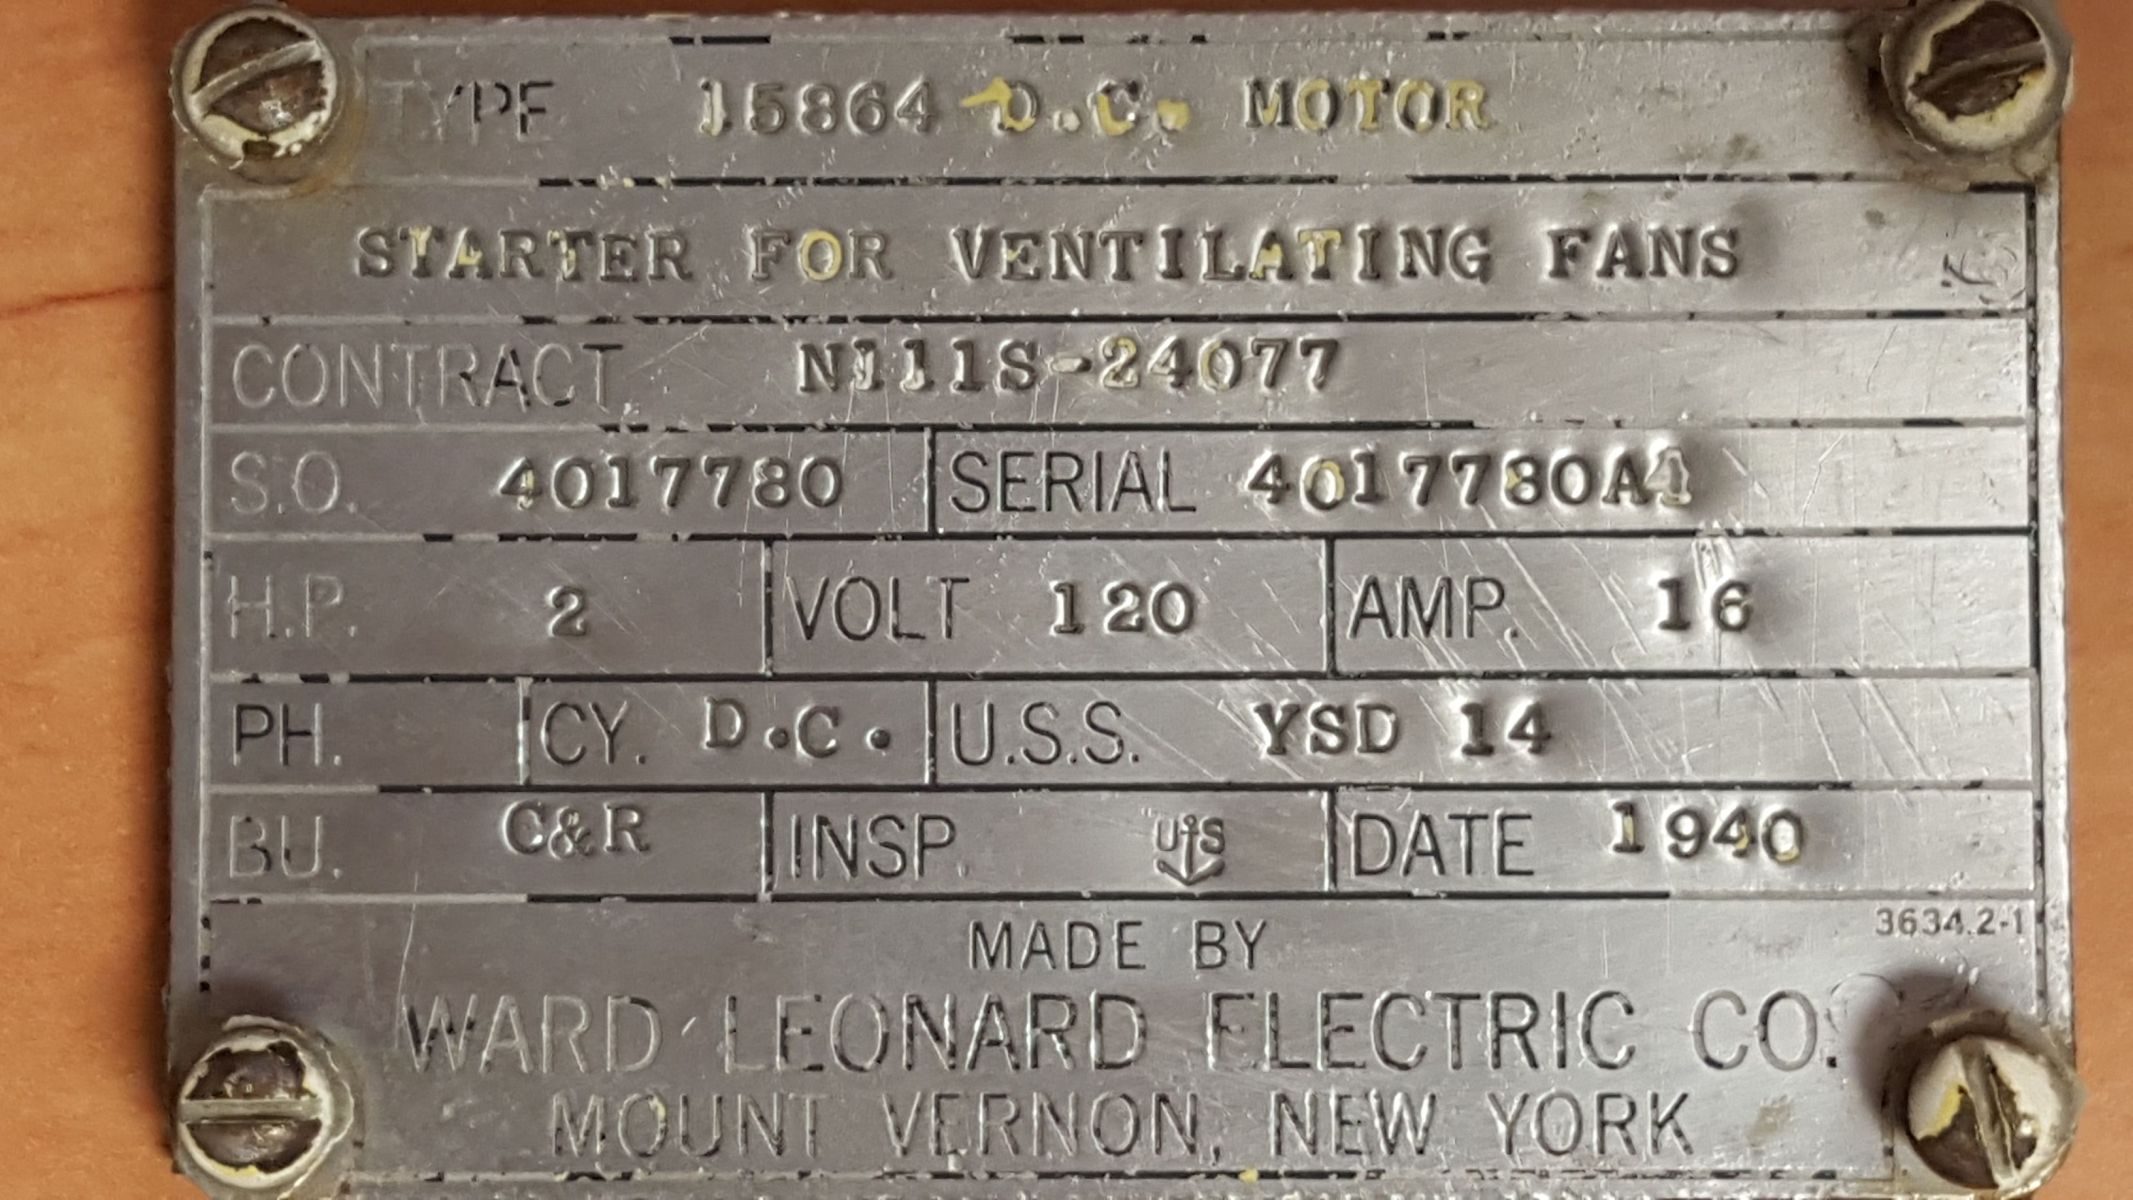 TYPE 15864 D.C. MOTOR
STARTER FOR VENTILATING FANS
CONTRACT N111S-24077
S.O. 4017780 SERIAL 4017780A4
H.P. 2 VOLT 120 AMP. 16
PH. CY. D.C. U.S.S. YSD 14
BU. C&R INSP. US DATE 1940
3634.2-1
MADE BY
WARD LEONARD ELECTRIC CO.
MOUNT VERNON, NEW YORK